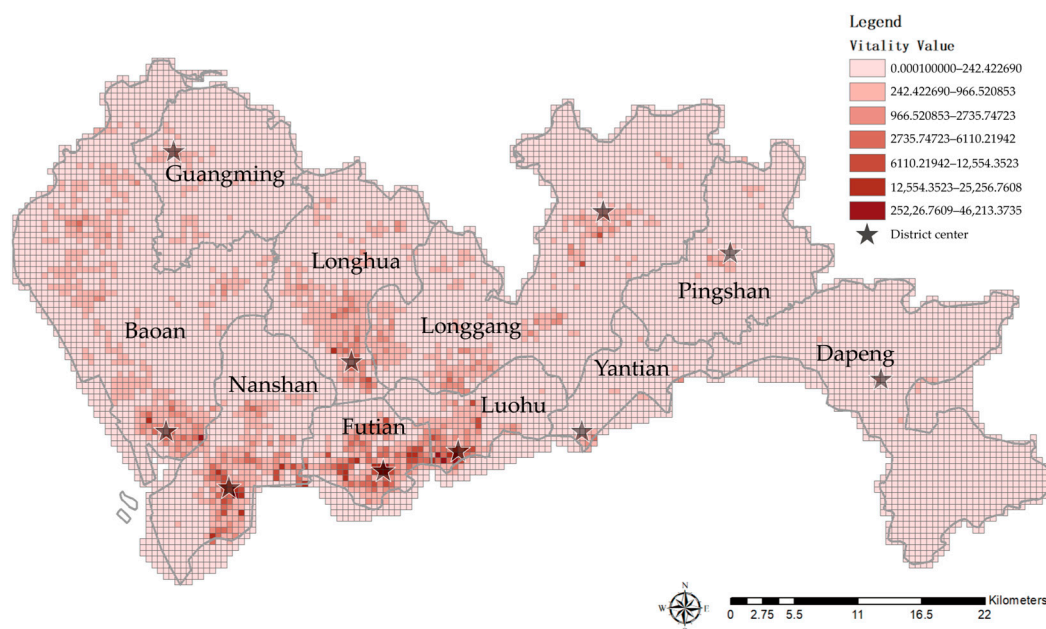 Legend
Vitality Value
0.000100000–242.422690
242.422690–966.520853
966.520853–2735.74723
2735.74723–6110.21942
6110.21942–12,554.3523
12,554.3523–25,256.7608
252,26.7609–46,213.3735
District center
Guangming
Longhua
Pingshan
Baoan
Longgang
Dapeng
Nanshan
Yantian
Luohu
Futian
N
W E
S
Kilometers
0 2.75 5.5 11 16.5 22